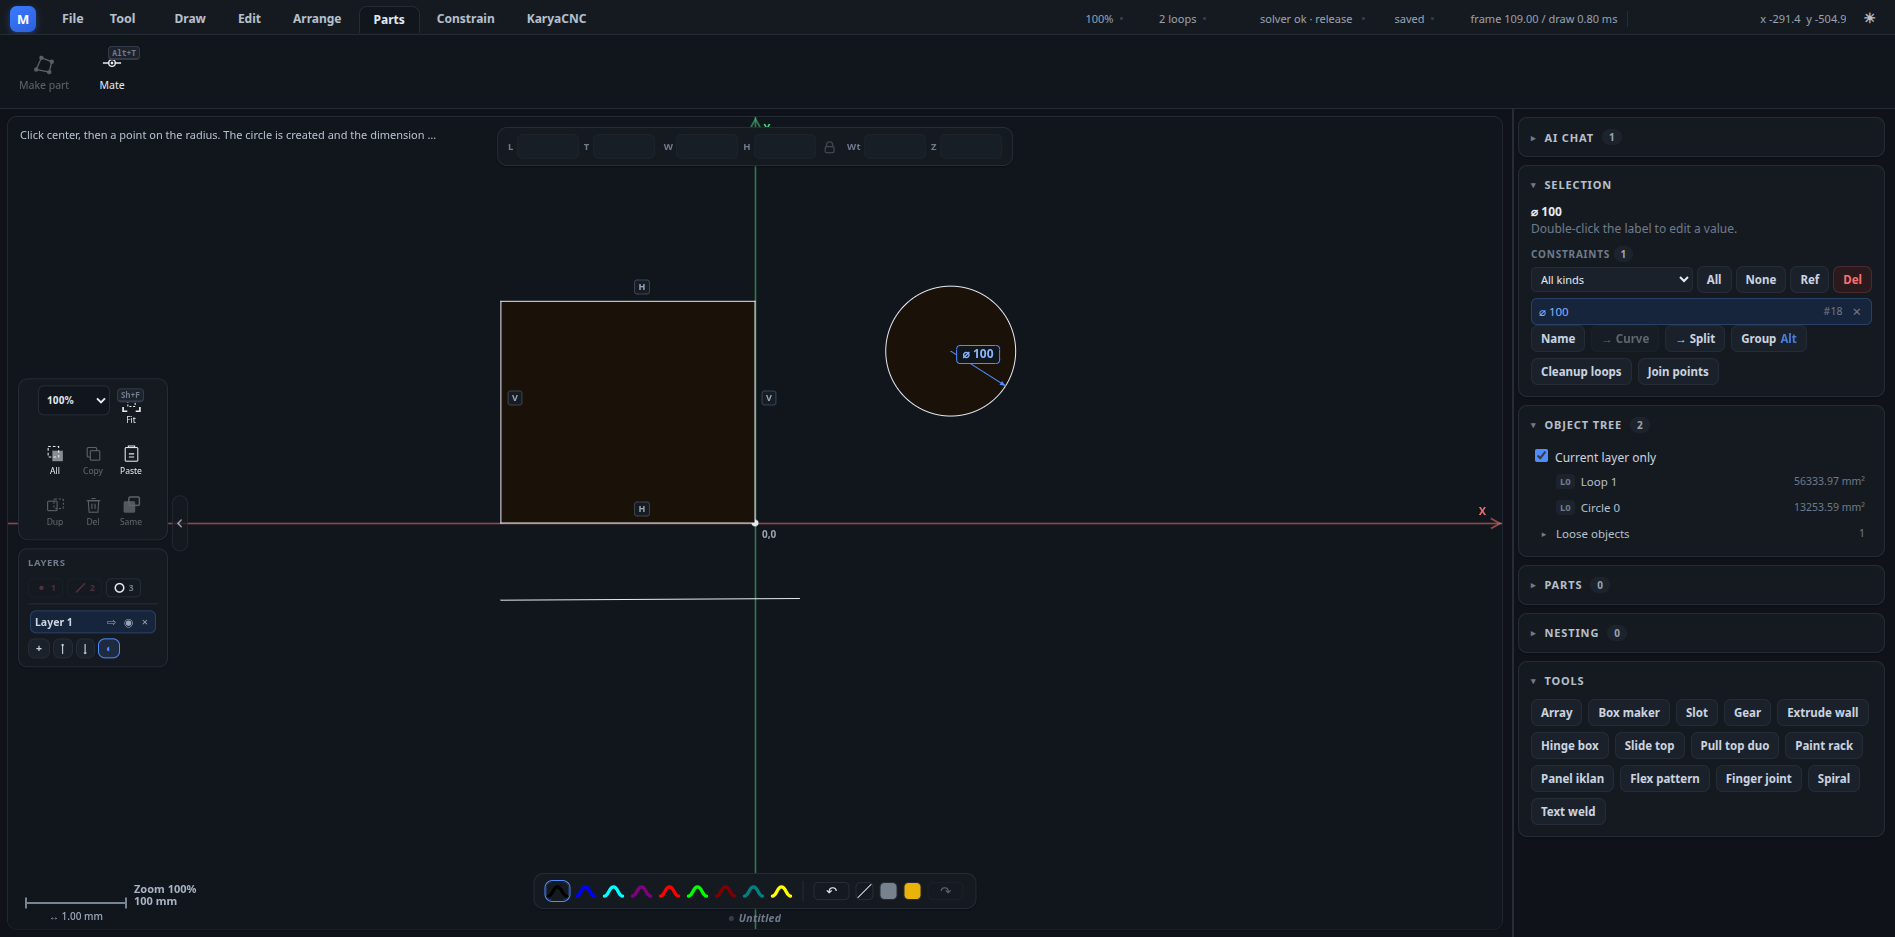 M File Tool Draw Edit Arrange Parts Constrain KaryaCNC 100% 2 loops solver ok · release saved frame 109.00 / draw 0.80 ms x -291.4 y -504.9
Alt+T
Make part Mate
Click center, then a point on the radius. The circle is created and the dimension ...
Y
L T W H Wt Z
H
V
V
H
⌀ 100
X
0,0
100% Sh+F
Fit
All Copy Paste
Dup Del Same
LAYERS
1 2 3
Layer 1
Zoom 100%
100 mm
↔ 1.00 mm
Untitled
AI CHAT 1
SELECTION
⌀ 100
Double-click the label to edit a value.
CONSTRAINTS 1
All kinds All None Ref Del
⌀ 100 #18 ×
Name → Curve → Split Group Alt
Cleanup loops Join points
OBJECT TREE 2
Current layer only
L0 Loop 1 56333.97 mm²
L0 Circle 0 13253.59 mm²
Loose objects 1
PARTS 0
NESTING 0
TOOLS
Array Box maker Slot Gear Extrude wall
Hinge box Slide top Pull top duo Paint rack
Panel iklan Flex pattern Finger joint Spiral
Text weld